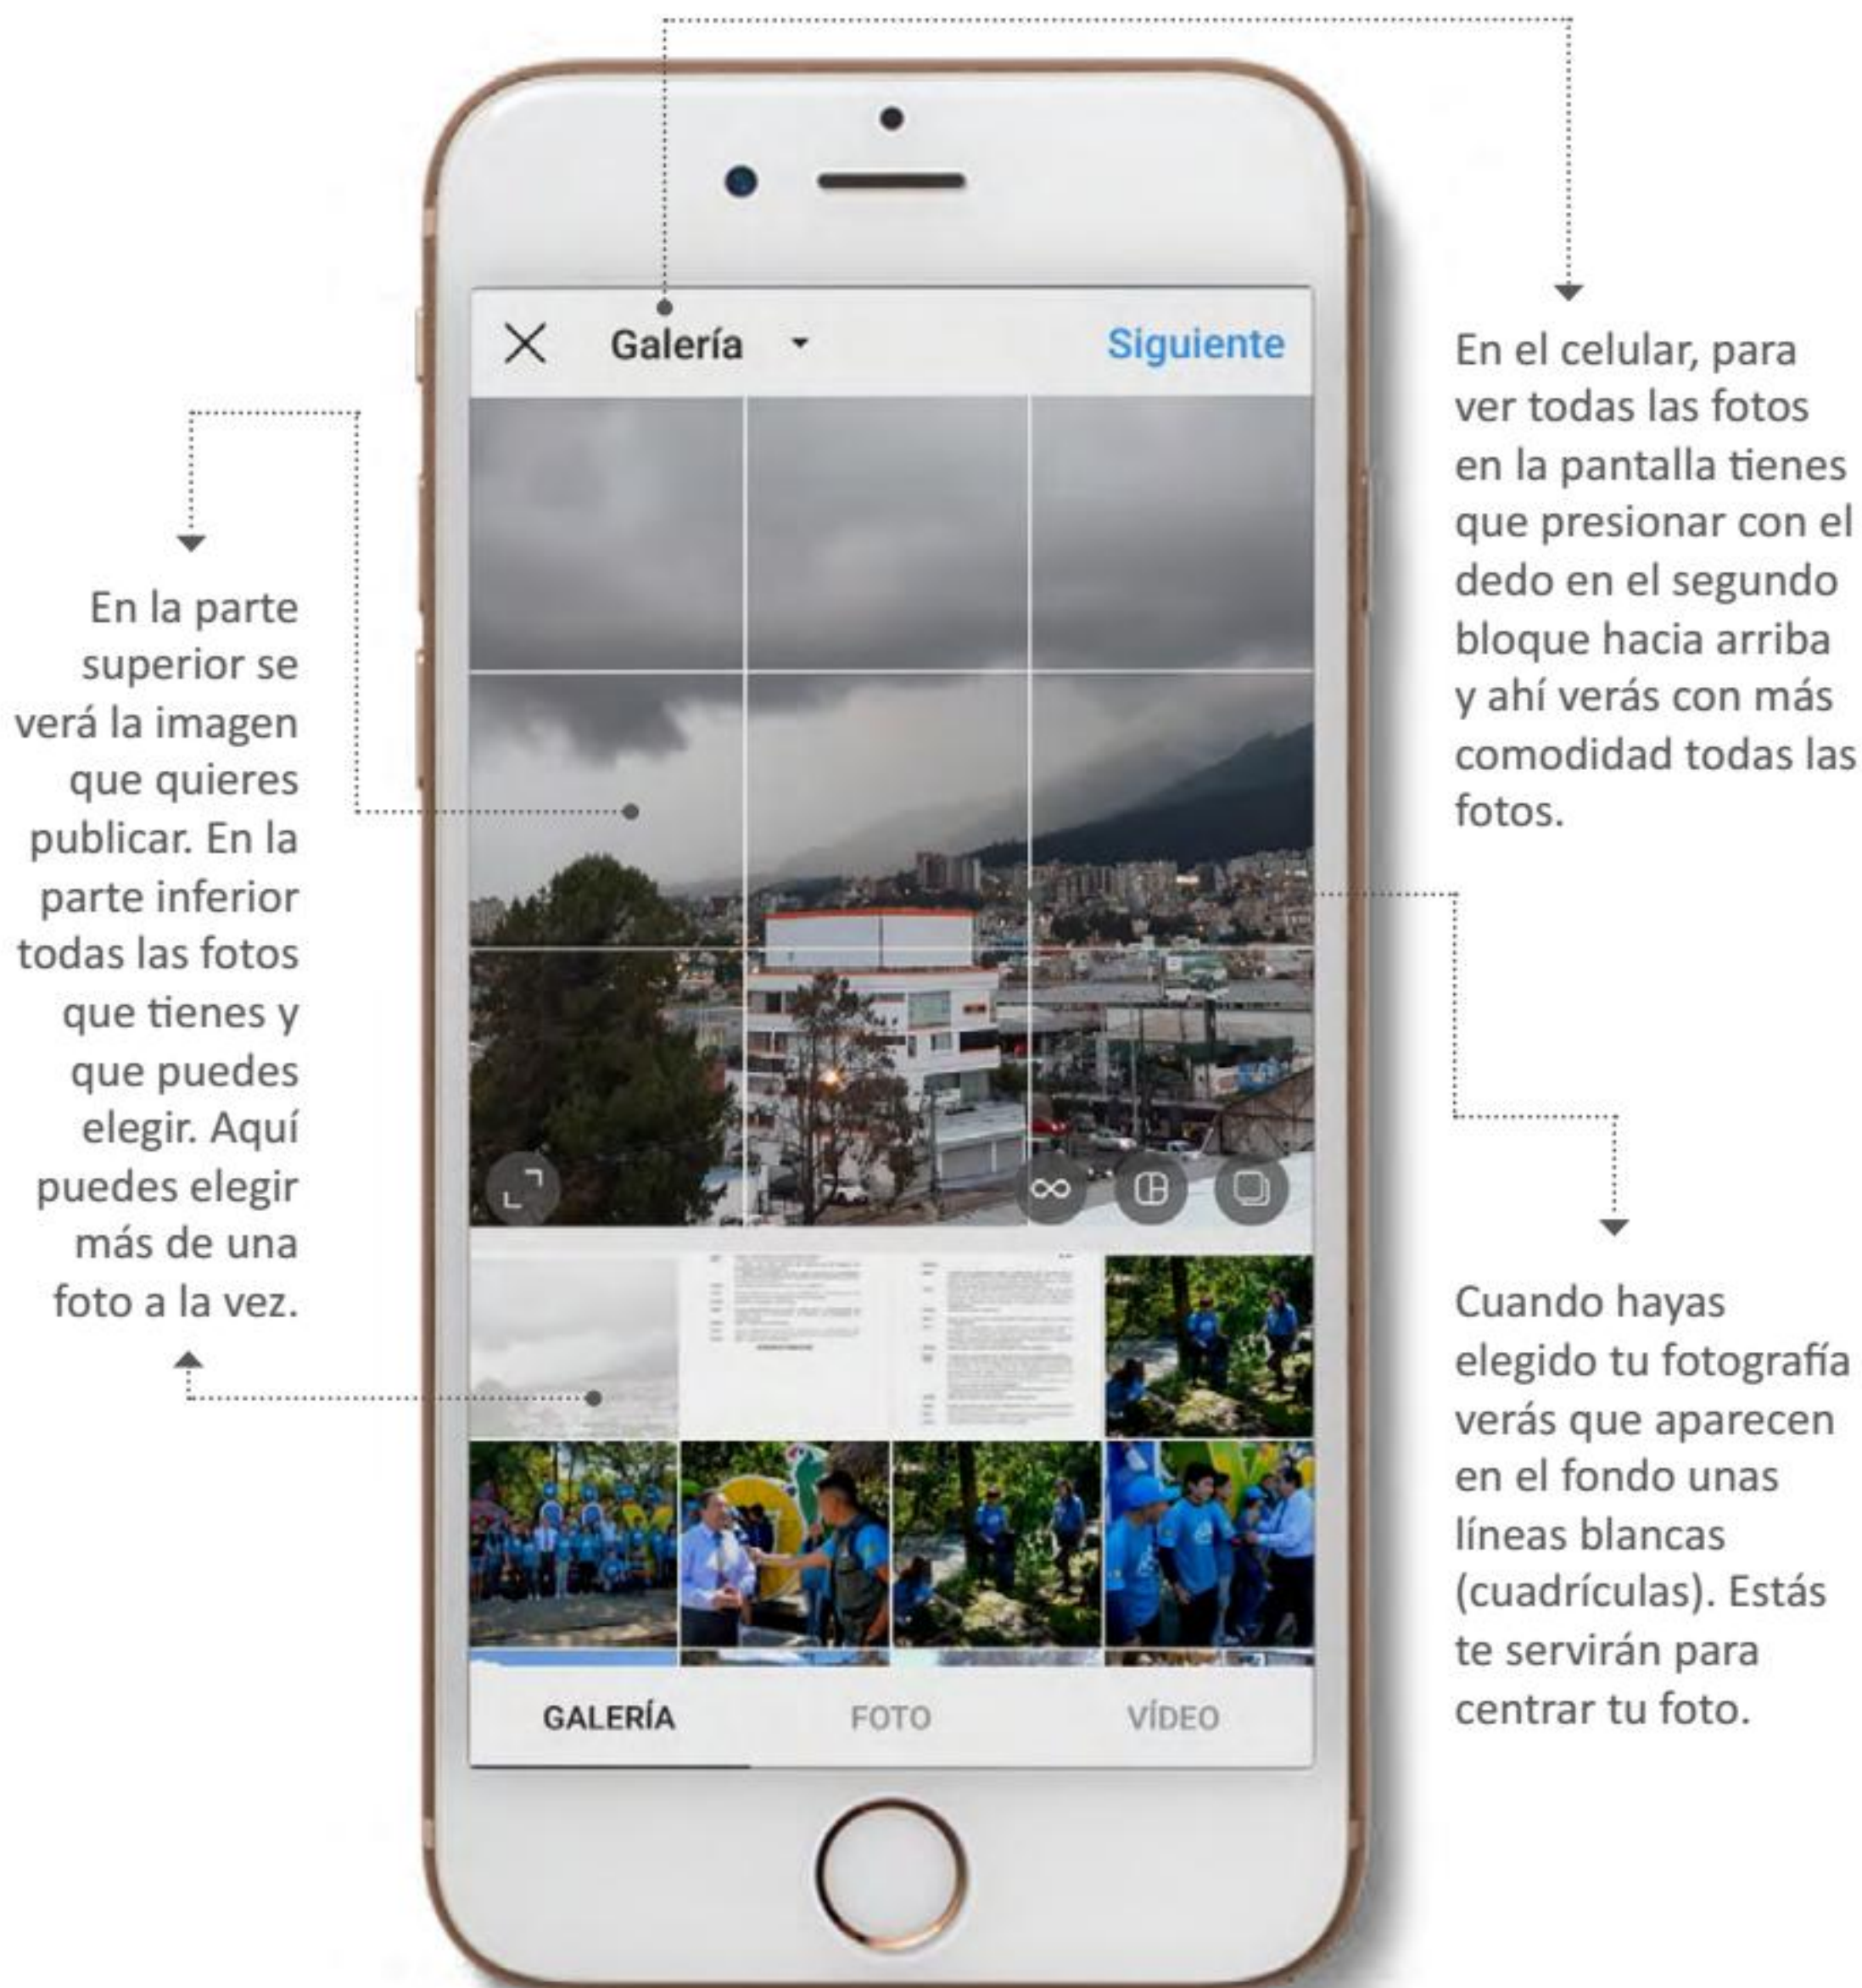 Galería
Siguiente
En la parte
superior se
verá la imagen
que quieres
publicar. En la
parte inferior
todas las fotos
que tienes y
que puedes
elegir. Aquí
puedes elegir
más de una
foto a la vez.
En el celular, para
ver todas las fotos
en la pantalla tienes
que presionar con el
dedo en el segundo
bloque hacia arriba
y ahí verás con más
comodidad todas las
fotos.
Cuando hayas
elegido tu fotografía
verás que aparecen
en el fondo unas
líneas blancas
(cuadrículas). Estás
te servirán para
centrar tu foto.
GALERÍA
FOTO
VÍDEO